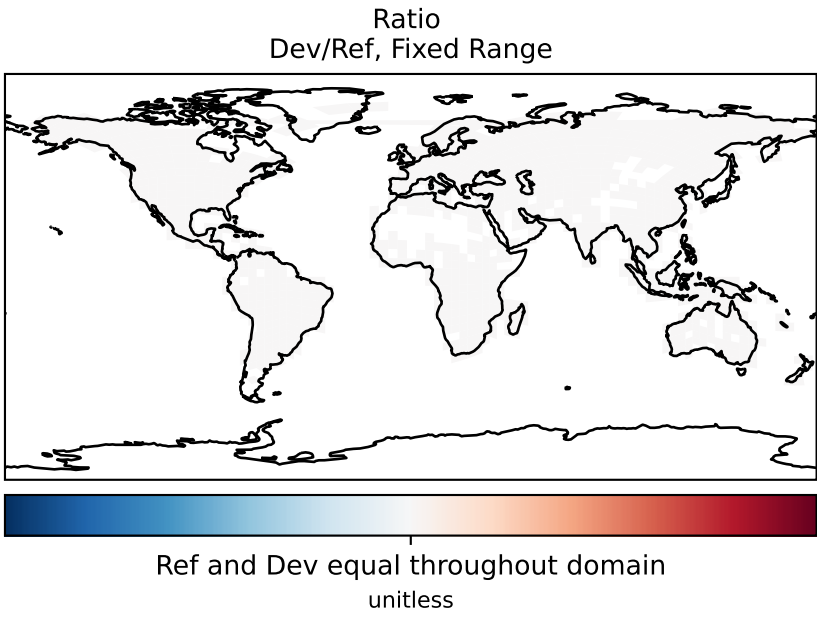 Ratio
Dev/Ref, Fixed Range
Ref and Dev equal throughout domain
unitless